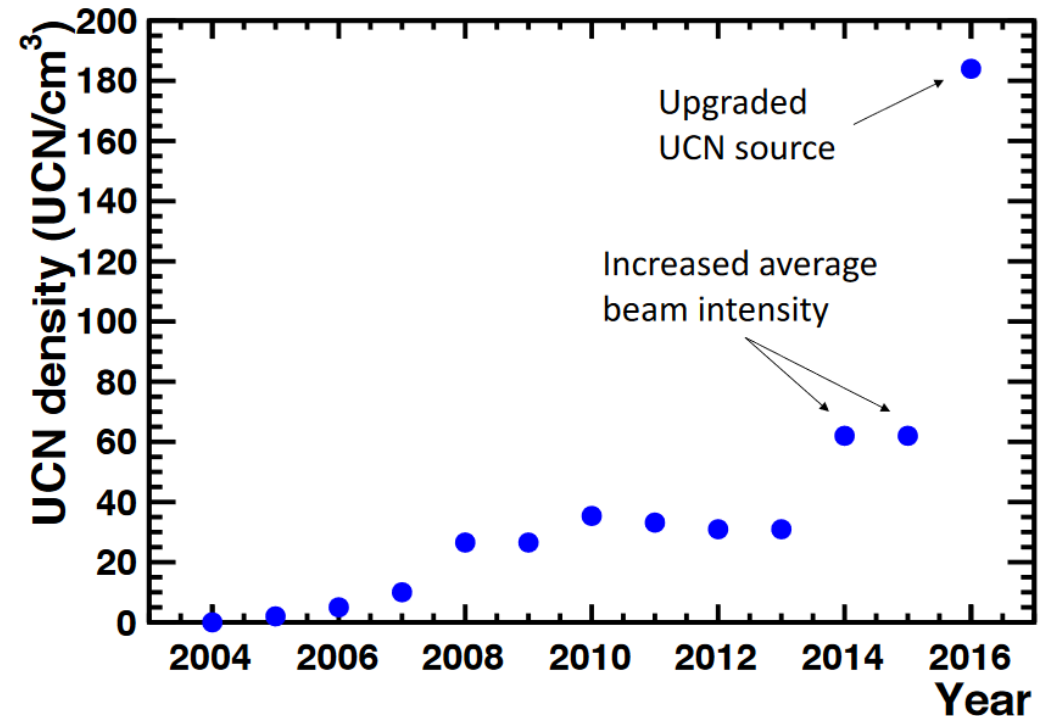 UCN density (UCN/cm³)
200
180
160
140
120
100
80
60
40
20
0
Upgraded
UCN source
Increased average
beam intensity
2004 2006 2008 2010 2012 2014 2016
Year